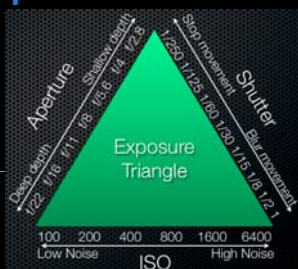 Aperture
Shallow depth
Deep depth
f/22 f/16 f/11 f/8 f/5.6 f/4 f/2.8
Stop movement
Shutter
Blur movement
1/250 1/125 1/60 1/30 1/15 1/8 1/2.1
Exposure
Triangle
100 200 400 800 1600 6400
Low Noise High Noise
ISO